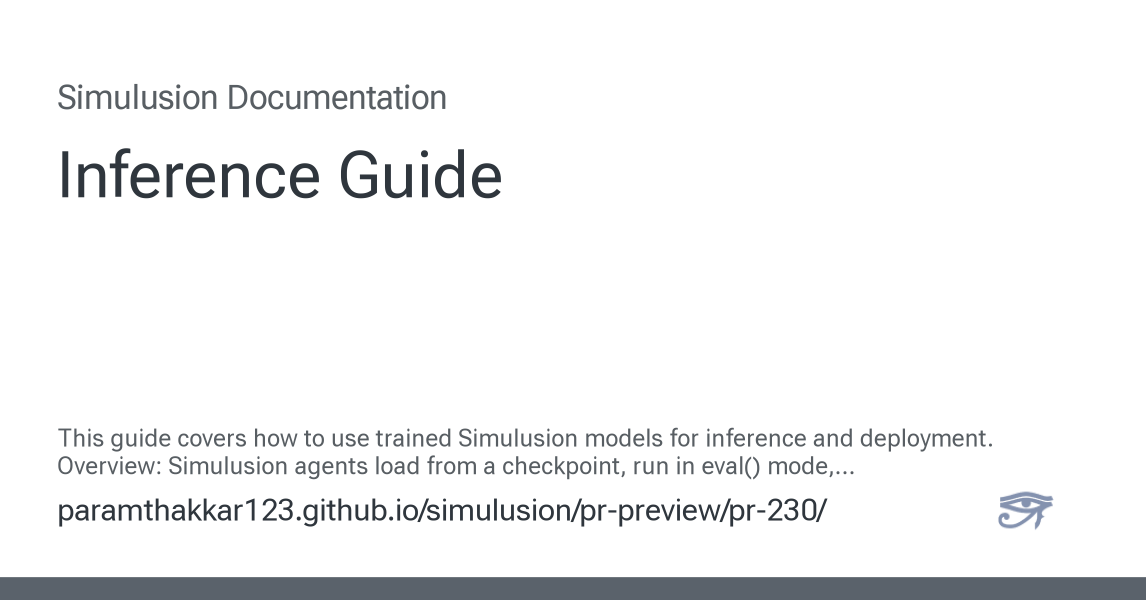 Simulusion Documentation
Inference Guide
This guide covers how to use trained Simulusion models for inference and deployment.
Overview: Simulusion agents load from a checkpoint, run in eval() mode,...
paramthakkar123.github.io/simulusion/pr-preview/pr-230/